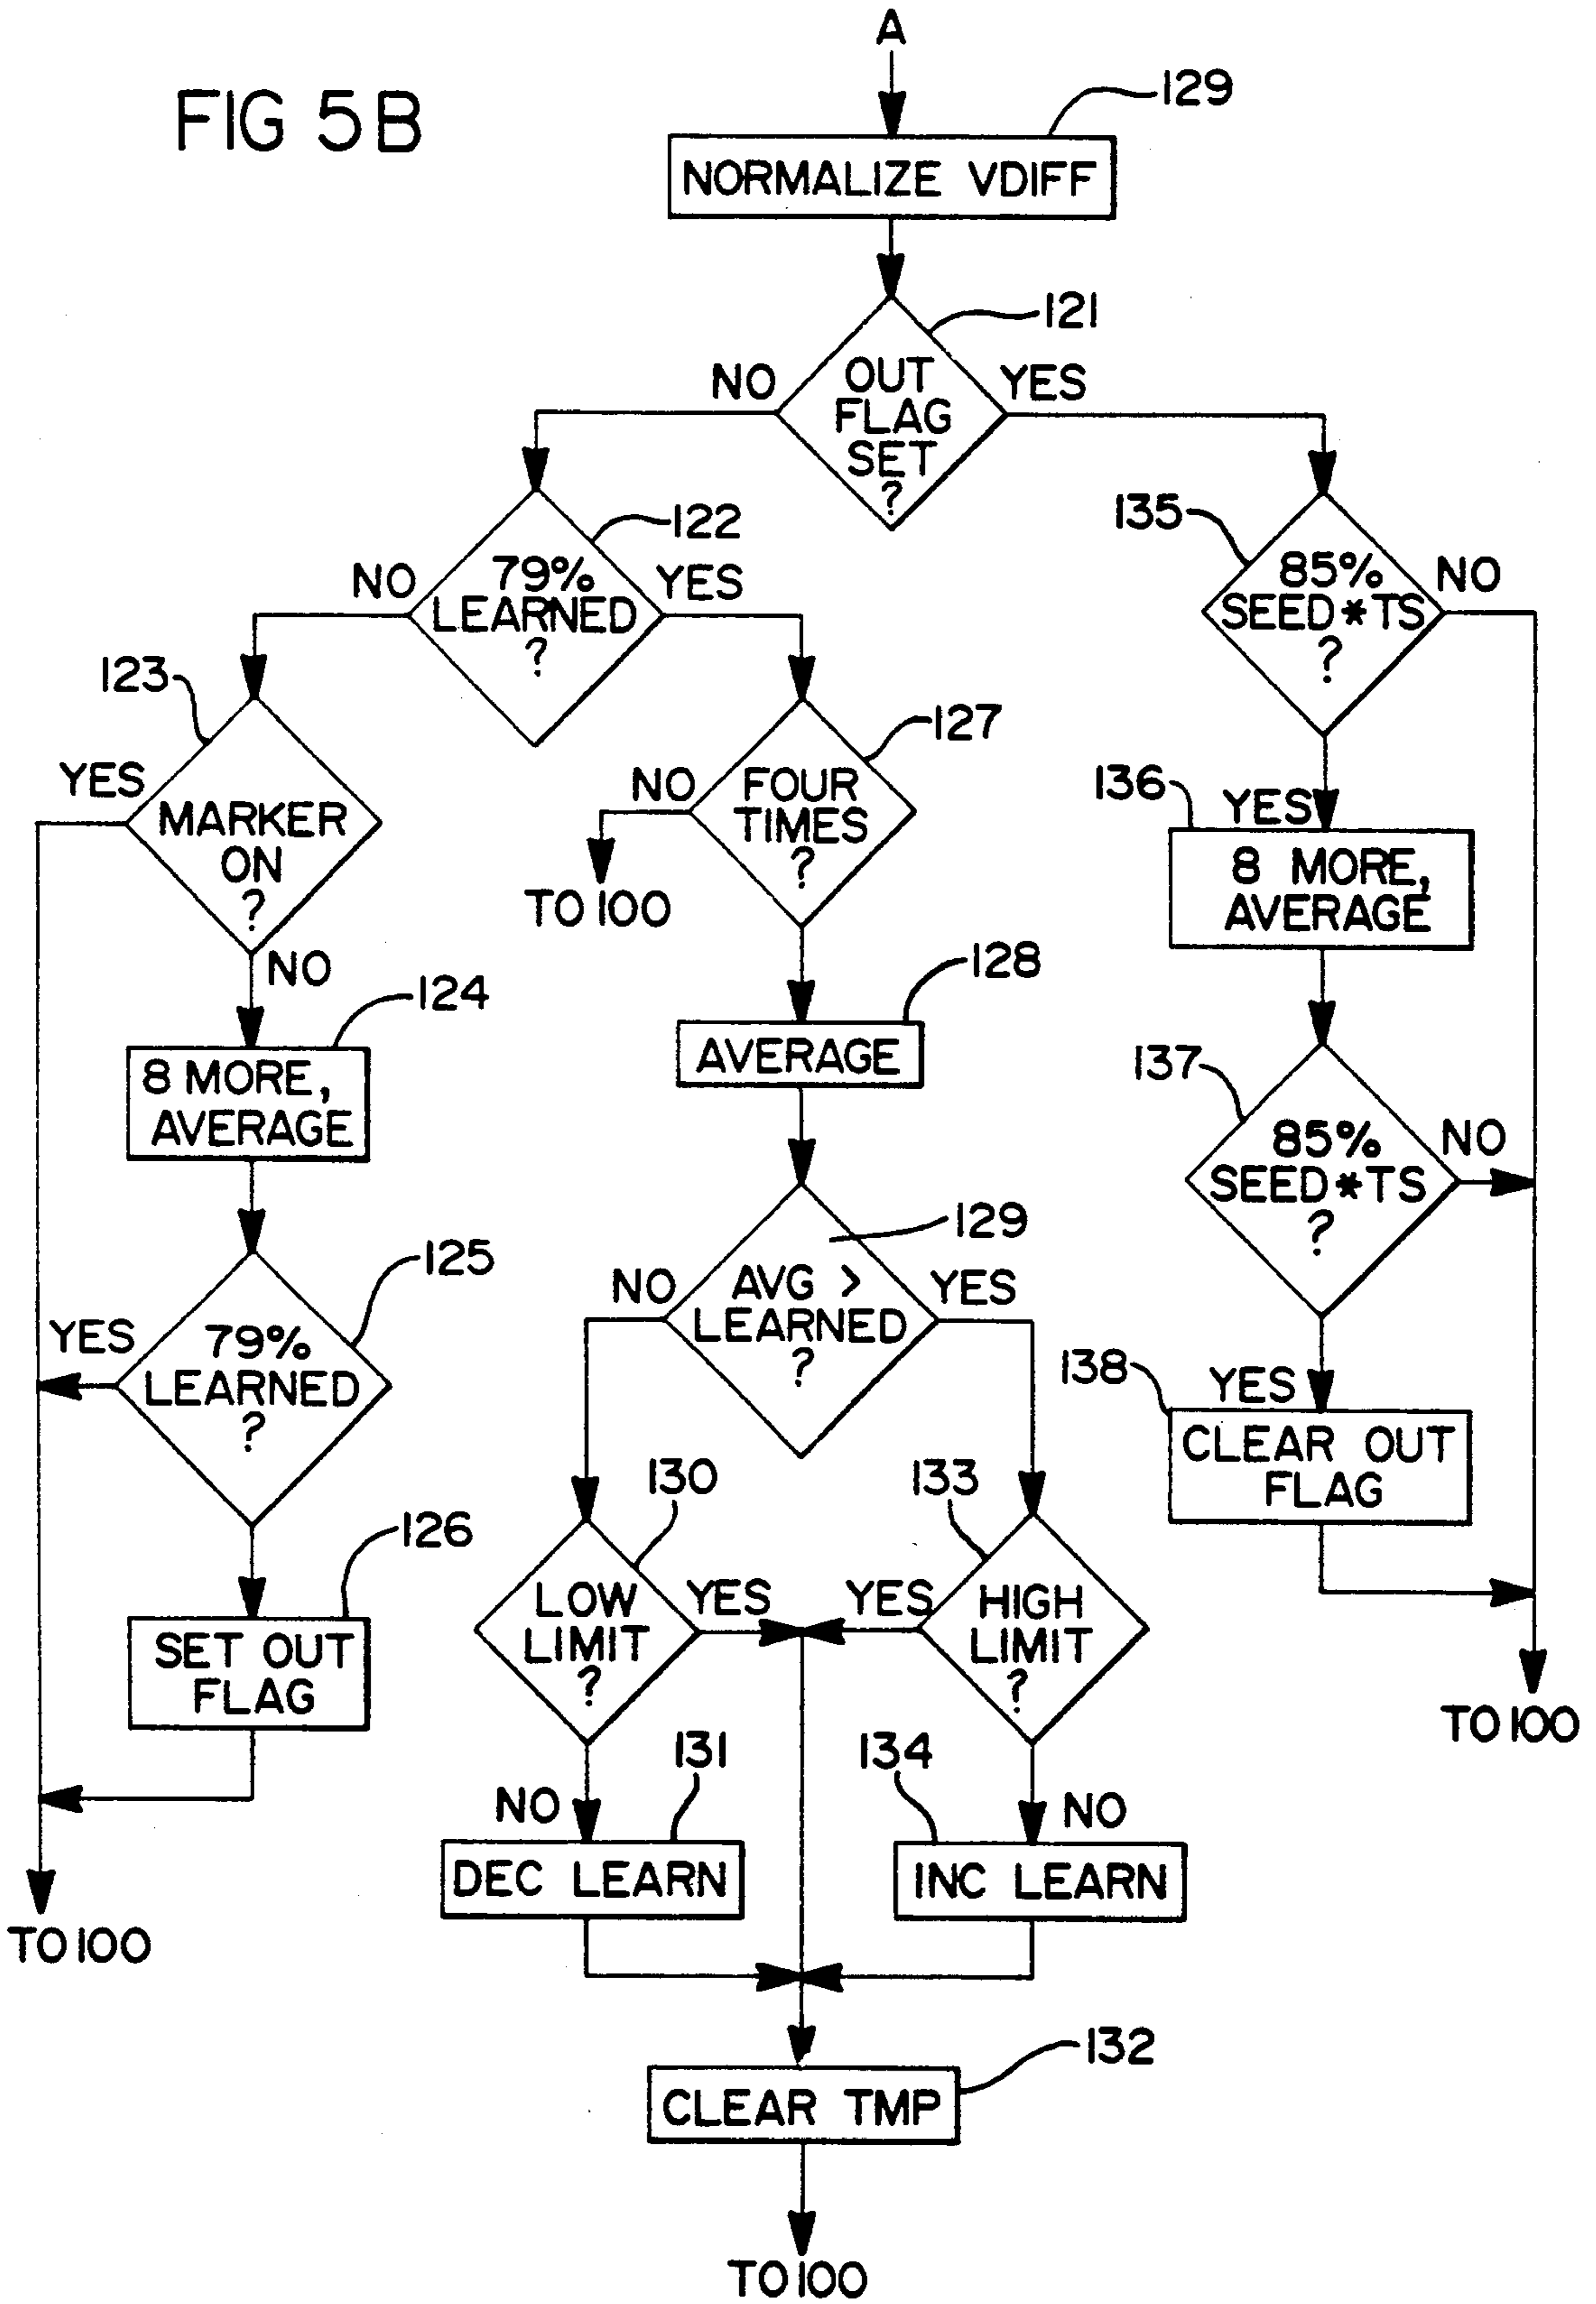 A
FIG 5B
129
NORMALIZE VDIFF
121
NO
OUT
FLAG
SET
?
YES
122
NO
79%
LEARNED
?
YES
135
85%
SEED*TS
?
NO
123
YES
MARKER
ON
?
NO
127
NO
FOUR
TIMES
?
TO 100
136
YES
8 MORE,
AVERAGE
124
8 MORE,
AVERAGE
128
AVERAGE
137
85%
SEED*TS
?
NO
129
NO
AVG >
LEARNED
?
YES
125
YES
79%
LEARNED
?
138
YES
CLEAR OUT
FLAG
130
LOW
LIMIT
?
YES
133
YES
HIGH
LIMIT
?
126
SET OUT
FLAG
TO 100
131
NO
DEC LEARN
134
NO
INC LEARN
TO 100
132
CLEAR TMP
TO 100